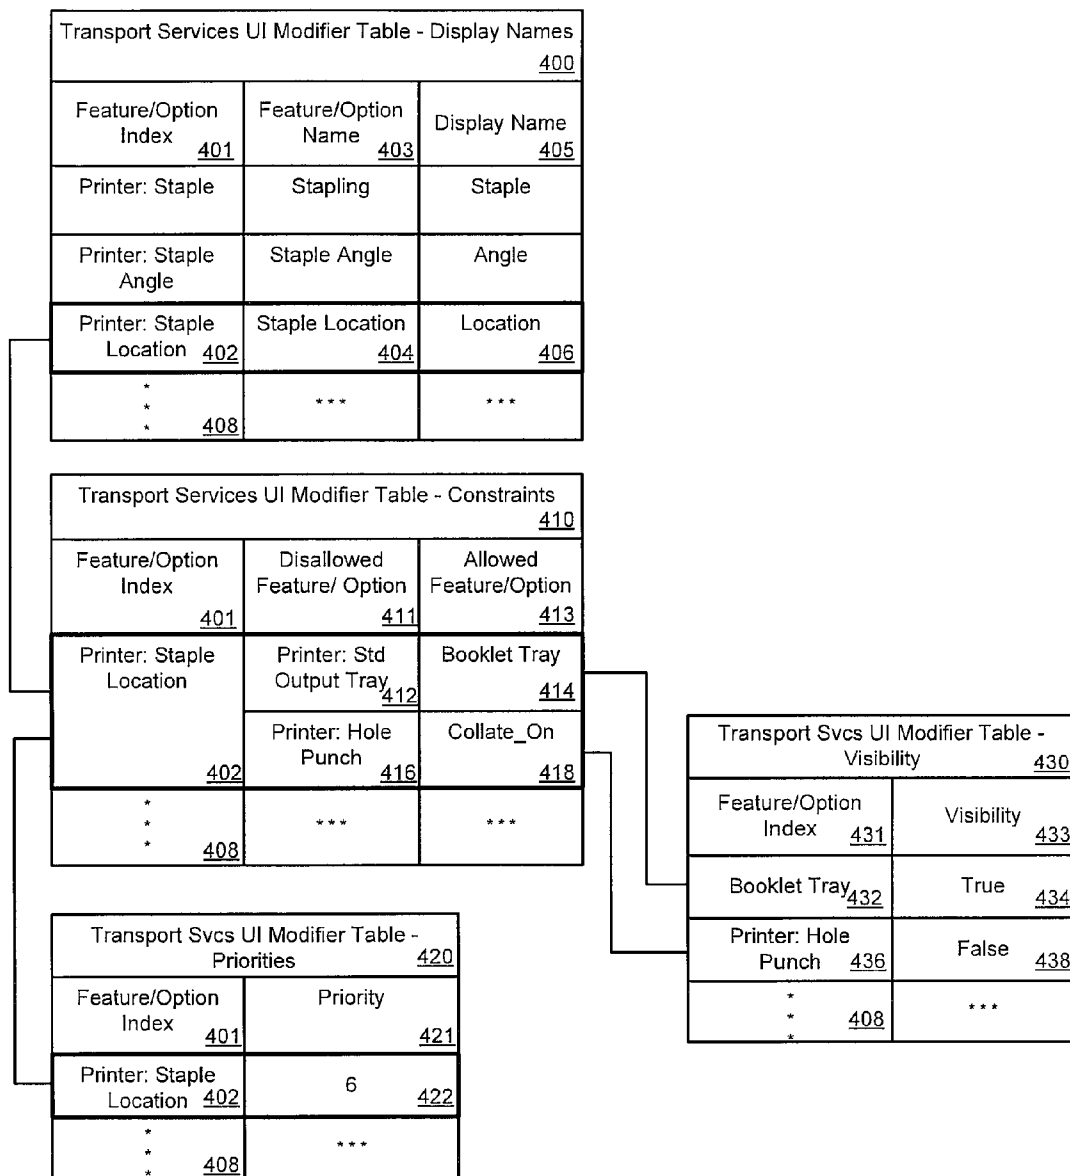 Transport Services UI Modifier Table - Display Names
400
Feature/Option Index 401
Feature/Option Name 403
Display Name 405
Printer: Staple
Stapling
Staple
Printer: Staple Angle
Staple Angle
Angle
Printer: Staple Location 402
Staple Location 404
Location 406
* * * 408
* * *
* * *
Transport Services UI Modifier Table - Constraints
410
Feature/Option Index 401
Disallowed Feature/ Option 411
Allowed Feature/Option 413
Printer: Staple Location 402
Printer: Std Output Tray 412
Booklet Tray 414
Printer: Hole Punch 416
Collate_On 418
* * * 408
* * *
* * *
Transport Svcs UI Modifier Table - Priorities 420
Feature/Option Index 401
Priority 421
Printer: Staple Location 402
6 422
* * * 408
* * *
Transport Svcs UI Modifier Table - Visibility 430
Feature/Option Index 431
Visibility 433
Booklet Tray 432
True 434
Printer: Hole Punch 436
False 438
* * * 408
* * *